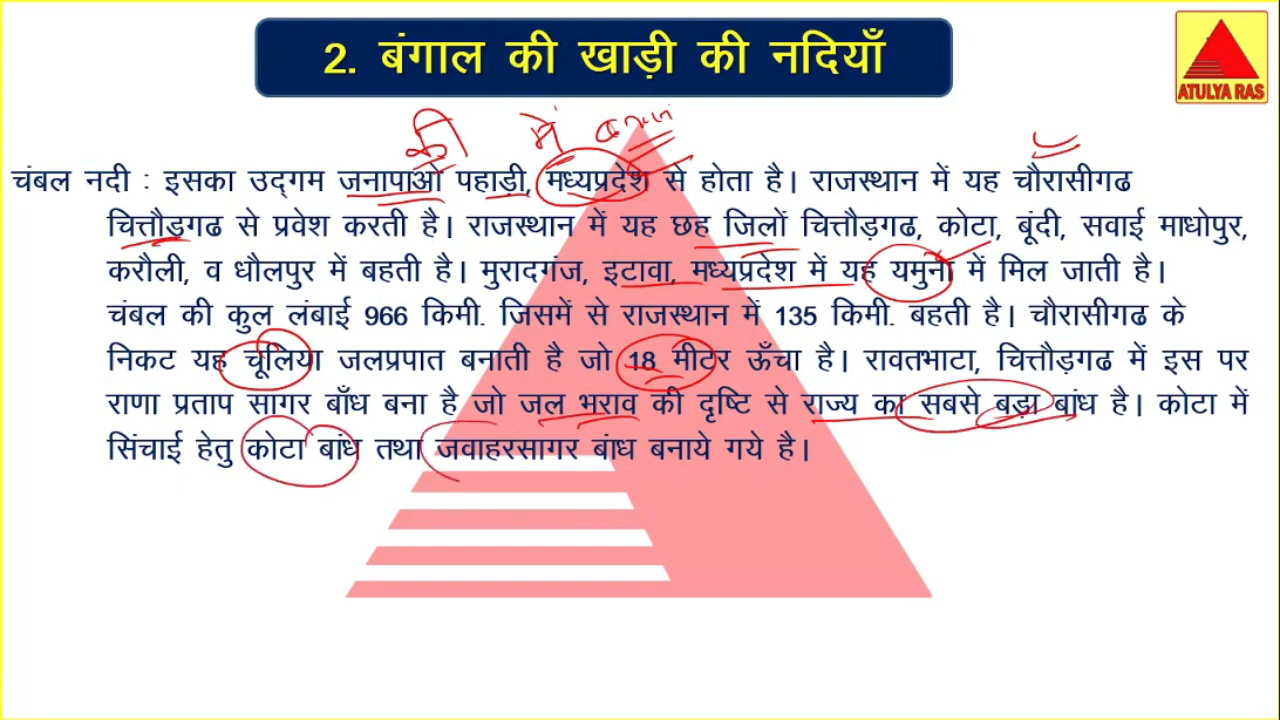 2. बंगाल की खाड़ी की नदियाँ
ATULYA RAS
की में
चंबल नदी : इसका उद्गम जनापाओ पहाड़ी, मध्यप्रदेश से होता है। राजस्थान में यह चौरासीगढ
चित्तौड़गढ से प्रवेश करती है। राजस्थान में यह छह जिलों चित्तौड़गढ, कोटा, बूंदी, सवाई माधोपुर,
करौली, व धौलपुर में बहती है। मुरादगंज, इटावा, मध्यप्रदेश में यह यमुना में मिल जाती है।
चंबल की कुल लंबाई 966 किमी. जिसमें से राजस्थान में 135 किमी. बहती है। चौरासीगढ के
निकट यह चूलिया जलप्रपात बनाती है जो 18 मीटर ऊँचा है। रावतभाटा, चित्तौड़गढ में इस पर
राणा प्रताप सागर बाँध बना है जो जल भराव की दृष्टि से राज्य का सबसे बड़ा बांध है। कोटा में
सिंचाई हेतु कोटा बांध तथा जवाहरसागर बांध बनाये गये है।